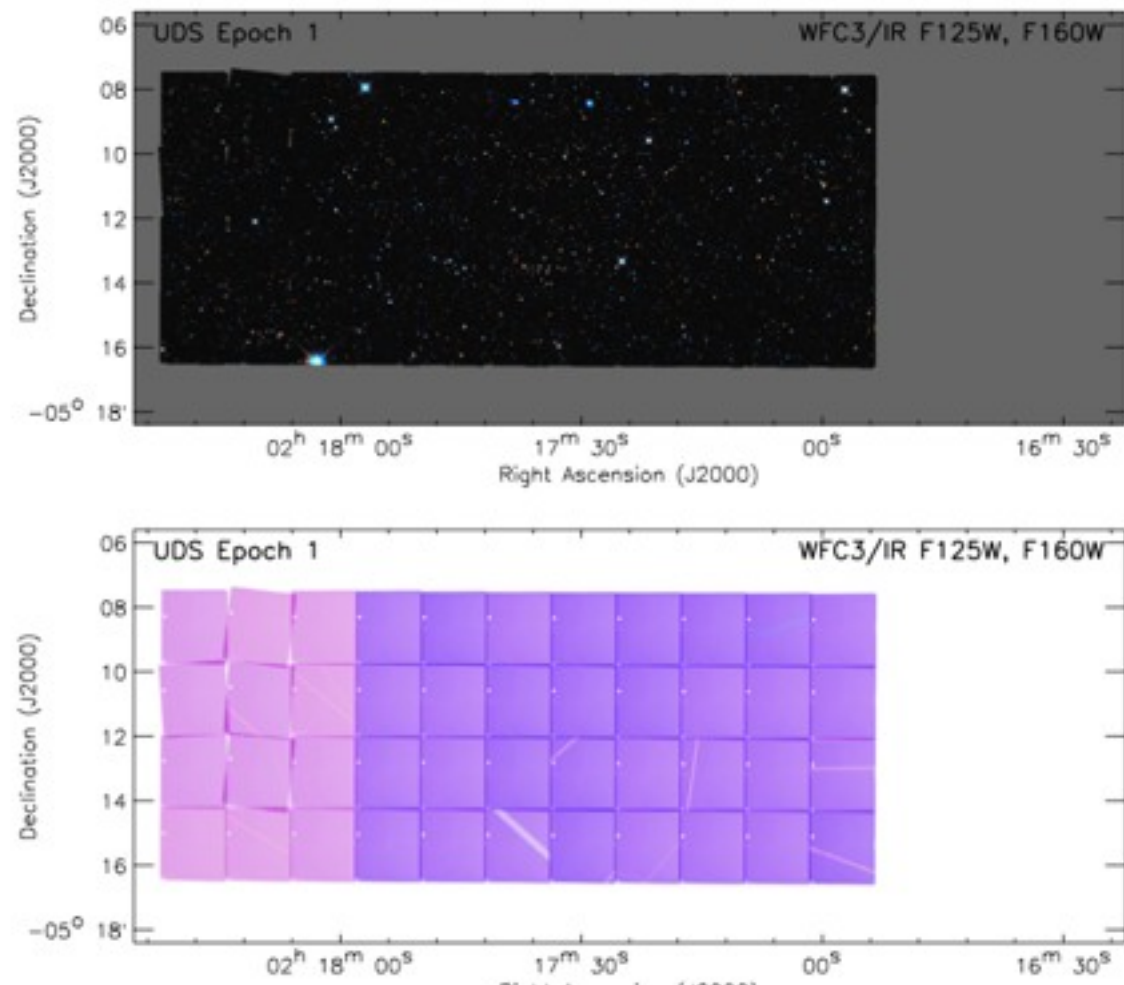 UDS Epoch 1 WFC3/IR F125W, F160W
06
08
10
12
14
16
−05° 18'
Declination (J2000)
02ʰ 18ᵐ 00ˢ 17ᵐ 30ˢ 00ˢ 16ᵐ 30ˢ
Right Ascension (J2000)
UDS Epoch 1 WFC3/IR F125W, F160W
06
08
10
12
14
16
−05° 18'
Declination (J2000)
02ʰ 18ᵐ 00ˢ 17ᵐ 30ˢ 00ˢ 16ᵐ 30ˢ